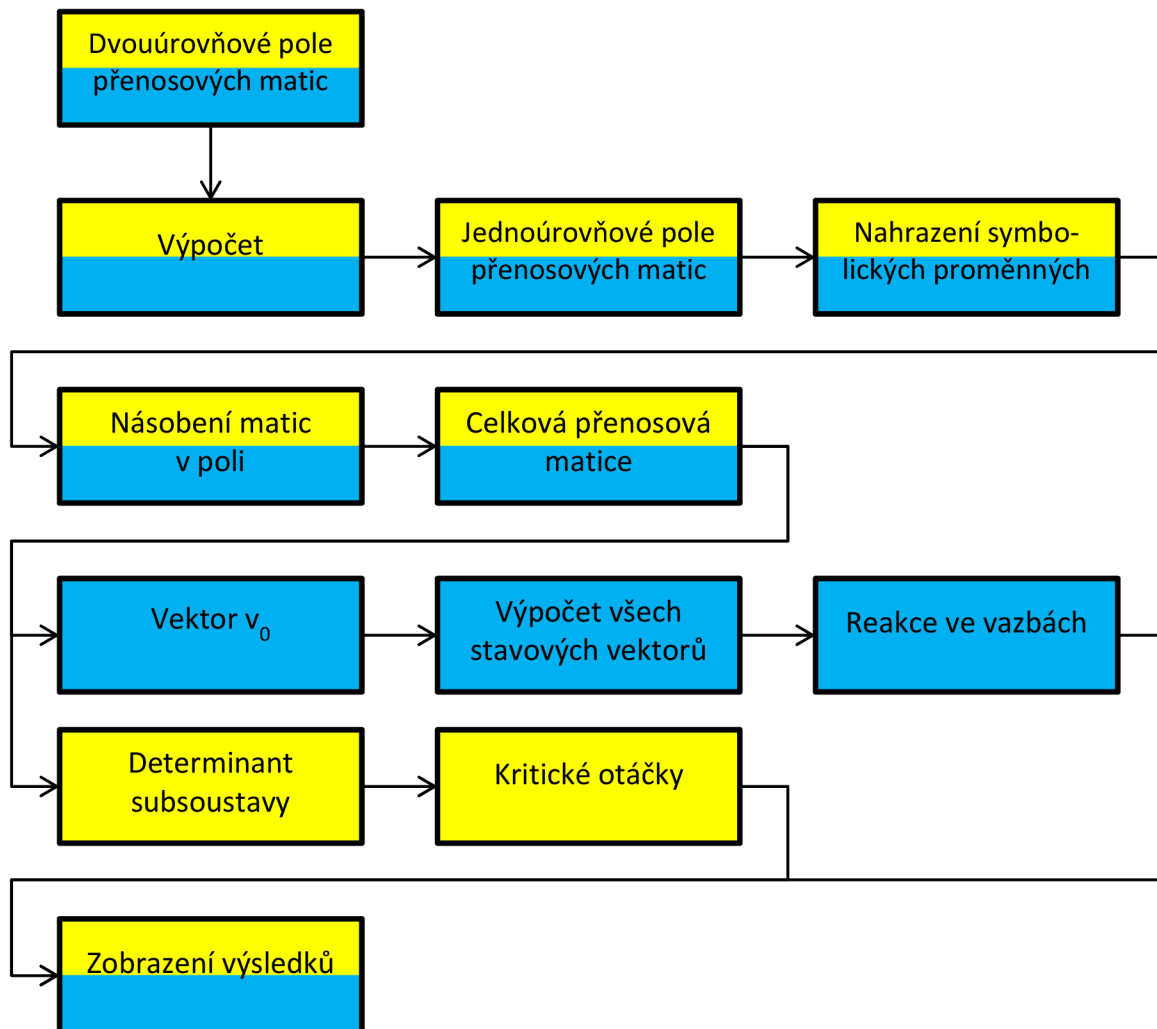 Dvouúrovňové pole
přenosových matic
Výpočet
Jednoúrovňové pole
přenosových matic
Nahrazení symbo-
lických proměnných
Násobení matic
v poli
Celková přenosová
matice
Vektor v₀
Výpočet všech
stavových vektorů
Reakce ve vazbách
Determinant
subsoustavy
Kritické otáčky
Zobrazení výsledků